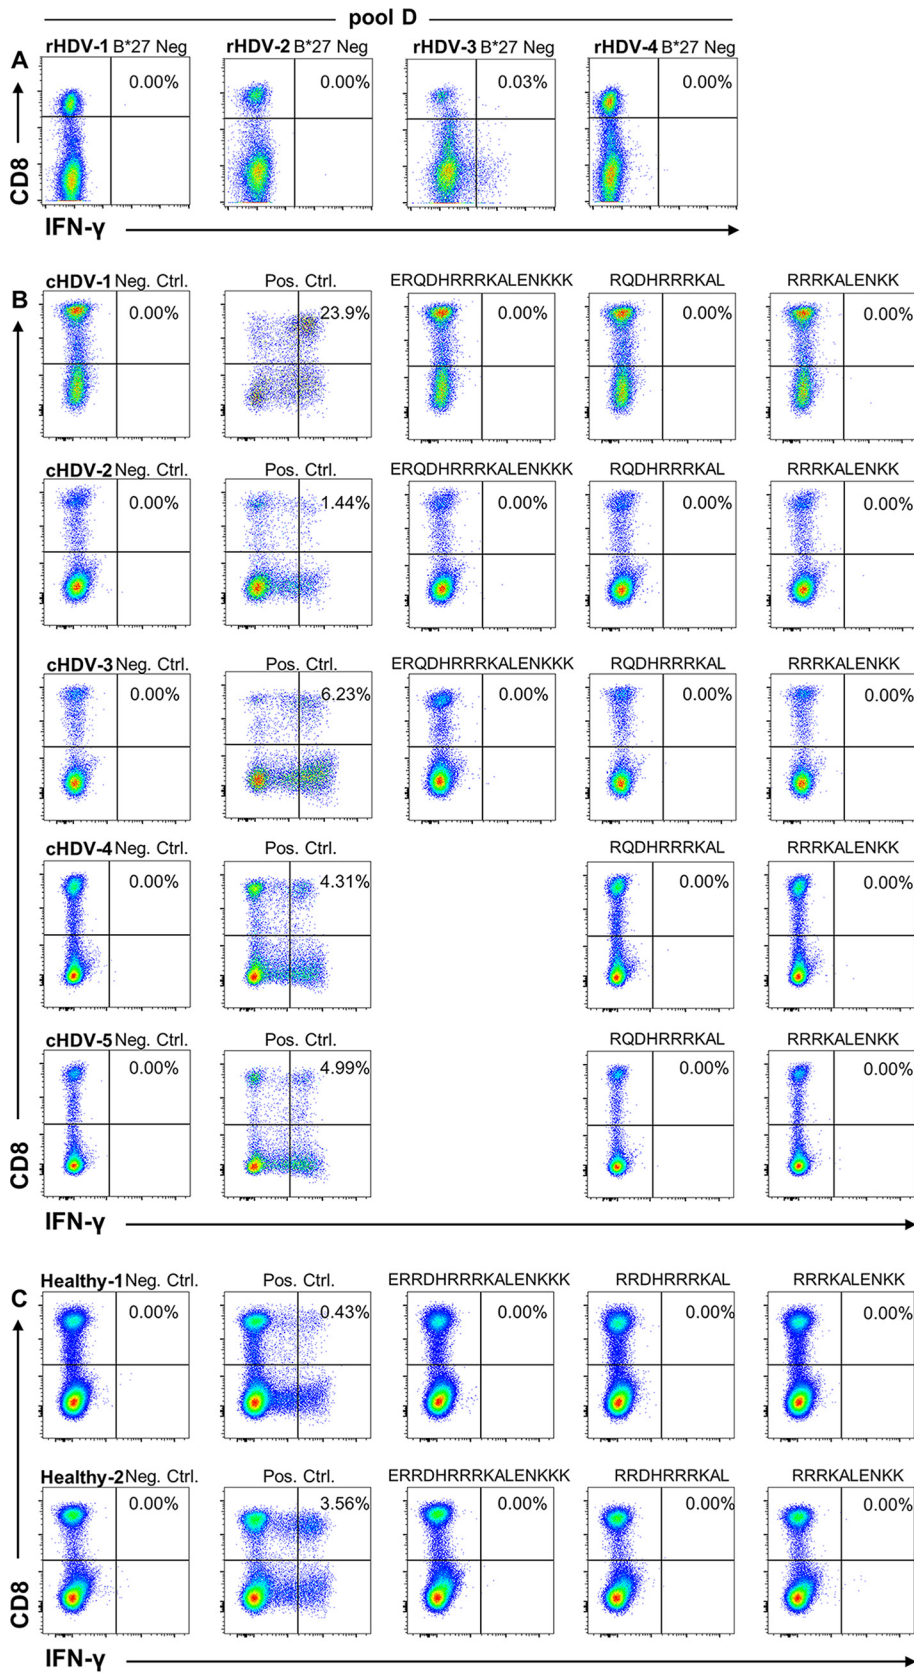 pool D
rHDV-1 B*27 Neg rHDV-2 B*27 Neg rHDV-3 B*27 Neg rHDV-4 B*27 Neg
A
0.00% 0.00% 0.03% 0.00%
CD8
IFN-γ
B
cHDV-1 Neg. Ctrl. Pos. Ctrl. ERQDHRRRKALENKKK RQDHRRRKAL RRRKALENKK
0.00% 23.9% 0.00% 0.00% 0.00%
cHDV-2 Neg. Ctrl. Pos. Ctrl. ERQDHRRRKALENKKK RQDHRRRKAL RRRKALENKK
0.00% 1.44% 0.00% 0.00% 0.00%
cHDV-3 Neg. Ctrl. Pos. Ctrl. ERQDHRRRKALENKKK RQDHRRRKAL RRRKALENKK
0.00% 6.23% 0.00% 0.00% 0.00%
cHDV-4 Neg. Ctrl. Pos. Ctrl. RQDHRRRKAL RRRKALENKK
0.00% 4.31% 0.00% 0.00%
cHDV-5 Neg. Ctrl. Pos. Ctrl. RQDHRRRKAL RRRKALENKK
0.00% 4.99% 0.00% 0.00%
CD8
IFN-γ
C
Healthy-1 Neg. Ctrl. Pos. Ctrl. ERRDHRRRKALENKKK RRDHRRRKAL RRRKALENKK
0.00% 0.43% 0.00% 0.00% 0.00%
Healthy-2 Neg. Ctrl. Pos. Ctrl. ERRDHRRRKALENKKK RRDHRRRKAL RRRKALENKK
0.00% 3.56% 0.00% 0.00% 0.00%
CD8
IFN-γ